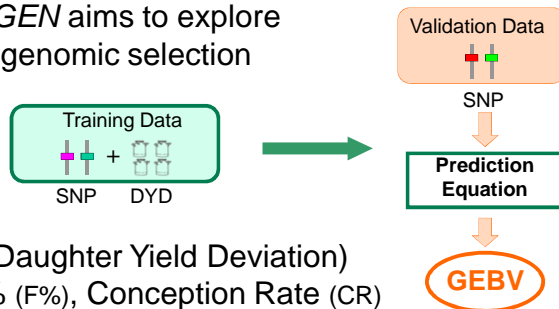 GEN aims to explore
genomic selection
Validation Data
SNP
Training Data
+
SNP DYD
Prediction
Equation
GEBV
Daughter Yield Deviation)
(F%), Conception Rate (CR)